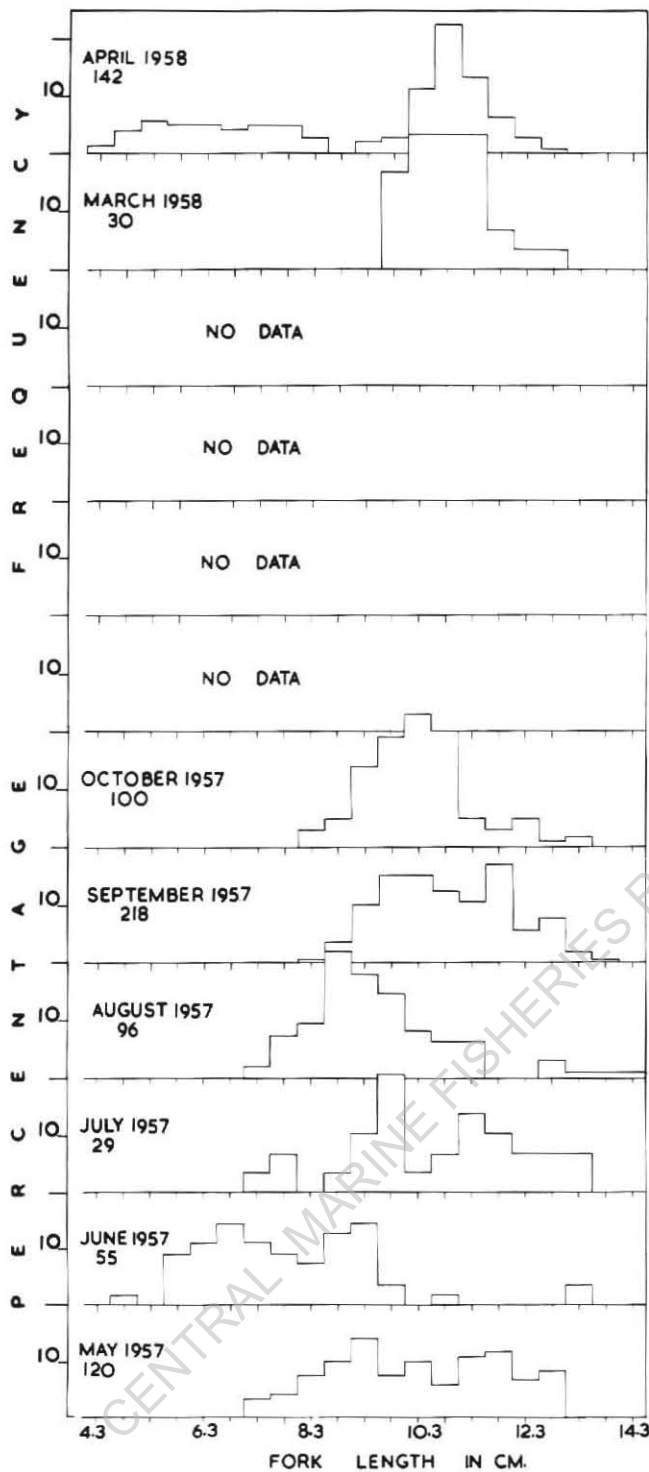 PERCENTAGE FREQUENCY
APRIL 1958
142
10
MARCH 1958
30
10
NO DATA
10
NO DATA
10
NO DATA
10
NO DATA
10
OCTOBER 1957
100
10
SEPTEMBER 1957
218
10
AUGUST 1957
96
10
JULY 1957
29
10
JUNE 1957
55
10
MAY 1957
120
10
4.3 6.3 8.3 10.3 12.3 14.3
FORK LENGTH IN CM.
CENTRAL MARINE FISHERIES